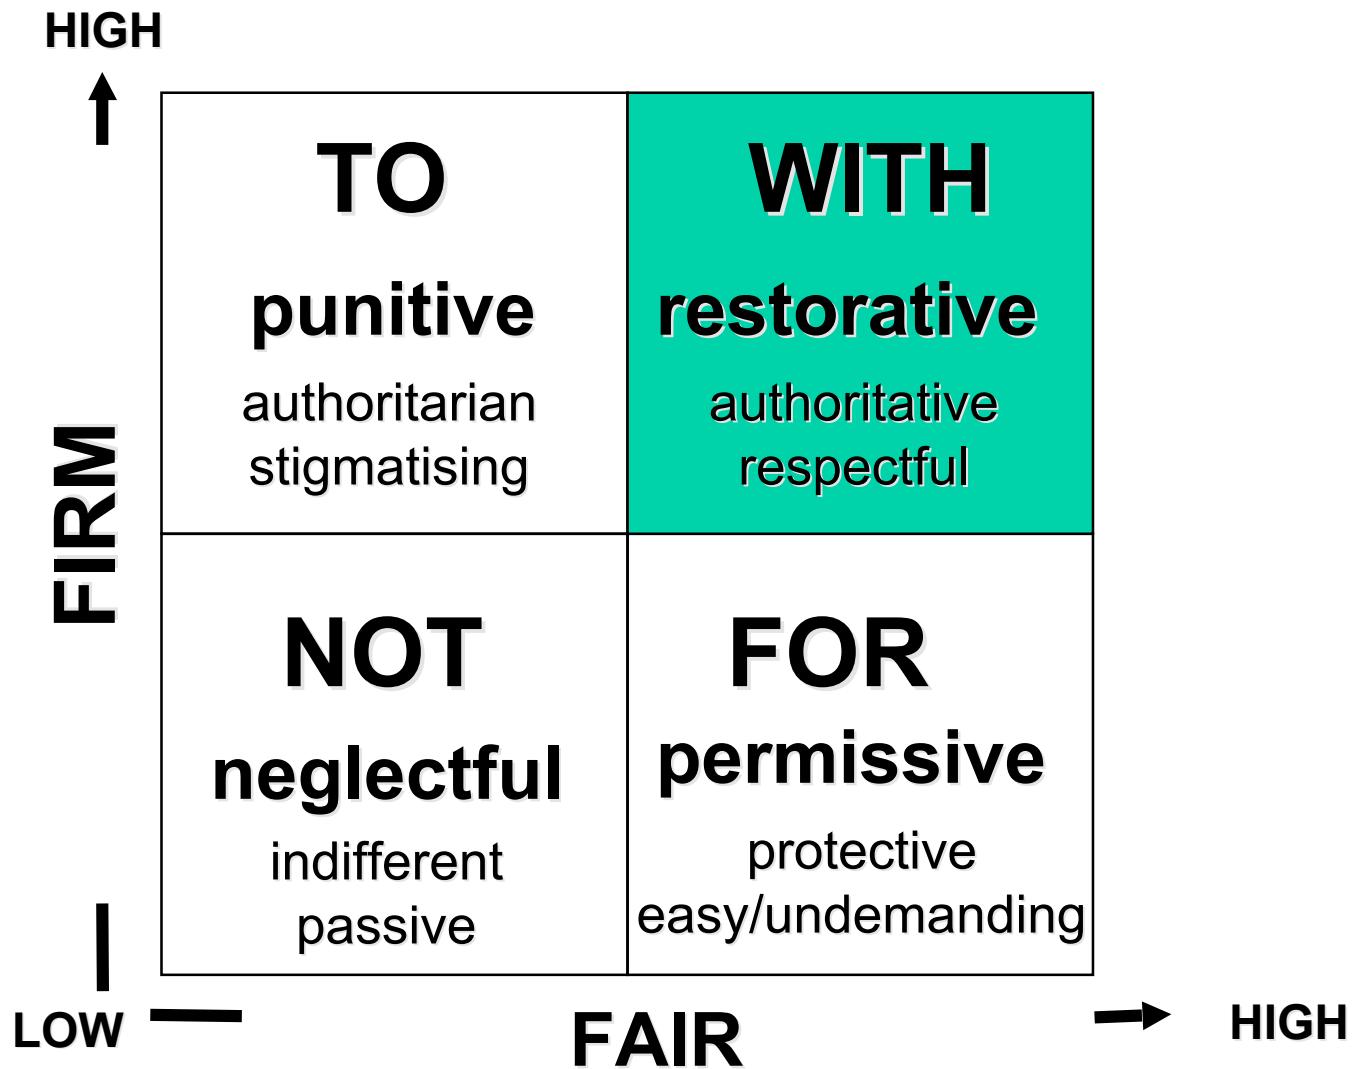 HIGH
TO
punitive
authoritarian
stigmatising
WITH
restorative
authoritative
respectful
FIRM
NOT
neglectful
indifferent
passive
FOR
permissive
protective
easy/undemanding
LOW
FAIR
HIGH